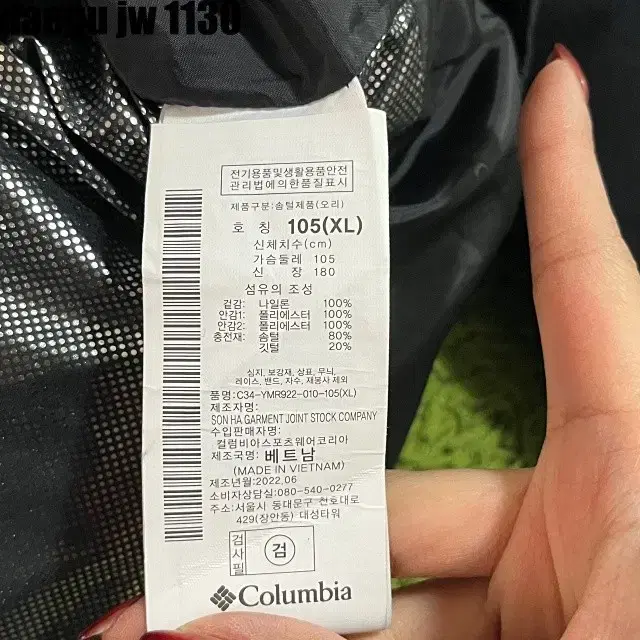 jw 1130
전기용품및생활용품안전
관리법에의한품질표시
제품구분:솜털제품(오리)
호 칭 105(XL)
신체치수(cm)
가슴둘레 105
신 장 180
섬유의 조성
겉감: 나일론 100%
안감1: 폴리에스터 100%
안감2: 폴리에스터 100%
충전재: 솜털 80%
깃털 20%
심지, 보강재, 상표, 무늬,
레이스, 밴드, 자수, 재봉사 제외
품명:C34-YMR922-010-105(XL)
제조자명:
SON HA GARMENT JOINT STOCK COMPANY
수입판매자명:
컬럼비아스포츠웨어코리아
제조국명: 베트남
(MADE IN VIETNAM)
제조년월:2022.06
소비자상담실:080-540-0277
주소:서울시 동대문구 천호대로
429(장안동) 대성타워
검사필 검
Columbia